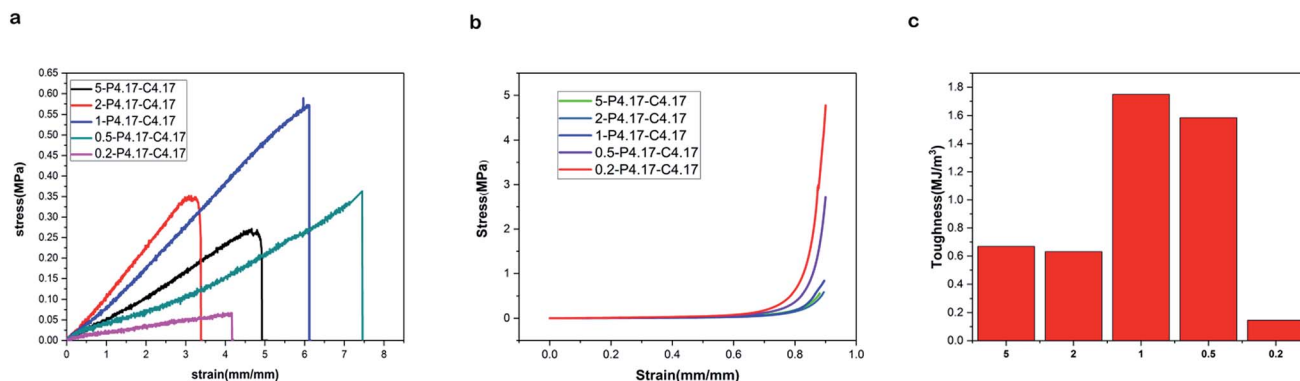 a
0.65
0.60
0.55
0.50
0.45
0.40
0.35
0.30
0.25
0.20
0.15
0.10
0.05
0.00
stress(MPa)
5-P4.17-C4.17
2-P4.17-C4.17
1-P4.17-C4.17
0.5-P4.17-C4.17
0.2-P4.17-C4.17
0 1 2 3 4 5 6 7 8
strain(mm/mm)
b
5
4
3
2
1
0
Stress(MPa)
5-P4.17-C4.17
2-P4.17-C4.17
1-P4.17-C4.17
0.5-P4.17-C4.17
0.2-P4.17-C4.17
0.0 0.2 0.4 0.6 0.8 1.0
Strain(mm/mm)
c
1.8
1.6
1.4
1.2
1.0
0.8
0.6
0.4
0.2
0.0
Toughness(MJ/m³)
5 2 1 0.5 0.2